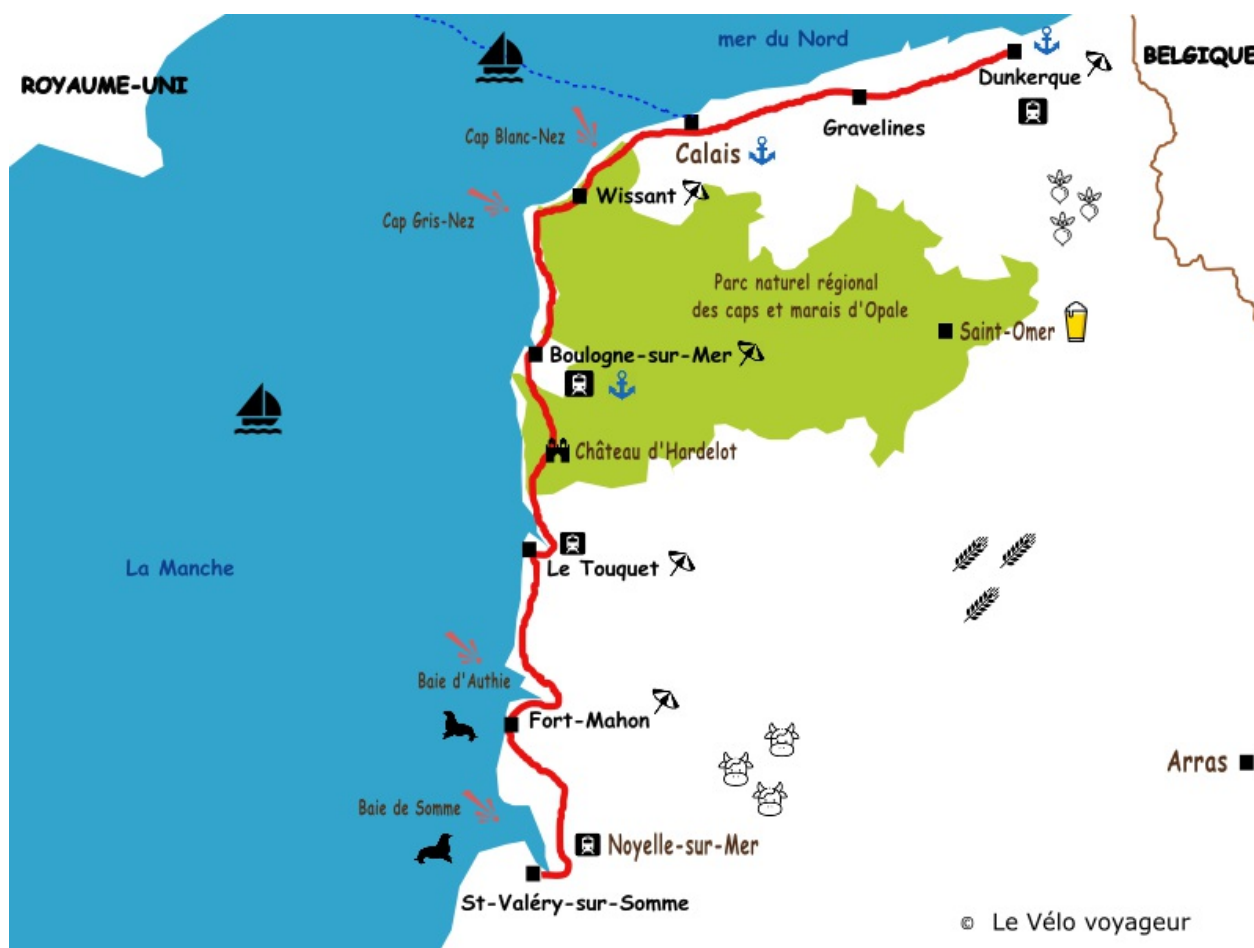 mer du Nord
ROYAUME-UNI
BELGIQUE
Dunkerque
Cap Blanc-Nez
Gravelines
Calais
Wissant
Cap Gris-Nez
Parc naturel régional
des caps et marais d'Opale
Saint-Omer
Boulogne-sur-Mer
Château d'Hardelot
La Manche
Le Touquet
Baie d'Authie
Fort-Mahon
Arras
Baie de Somme
Noyelle-sur-Mer
St-Valéry-sur-Somme
© Le Vélo voyageur